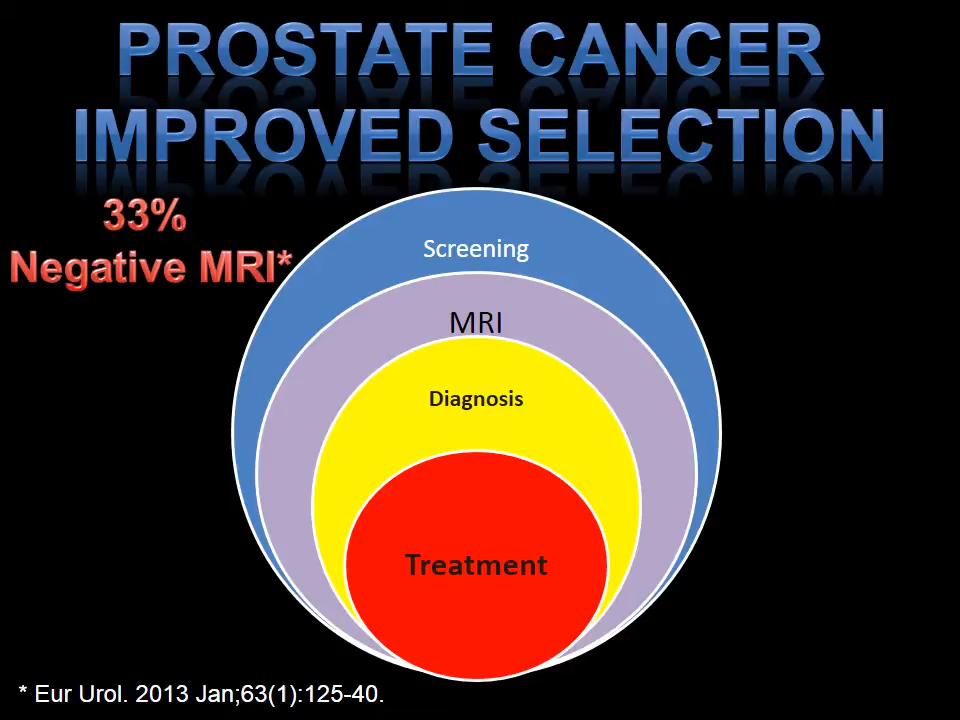 PROSTATE CANCER
IMPROVED SELECTION
33%
Negative MRI*
Screening
MRI
Diagnosis
Treatment
* Eur Urol. 2013 Jan;63(1):125-40.